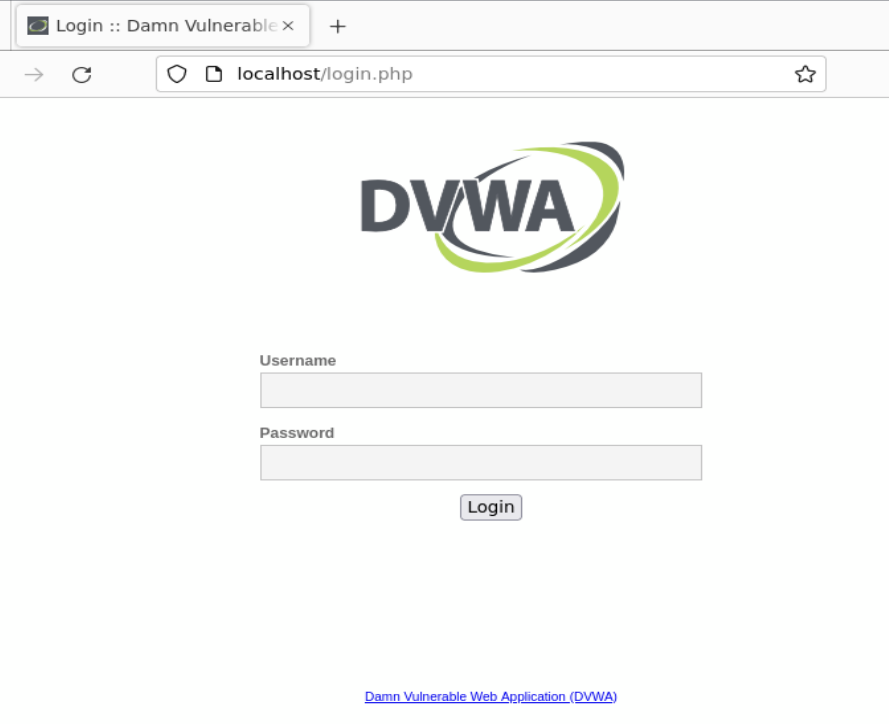 Login :: Damn Vulnerable
localhost/login.php
DVWA
Username
Password
Login
Damn Vulnerable Web Application (DVWA)